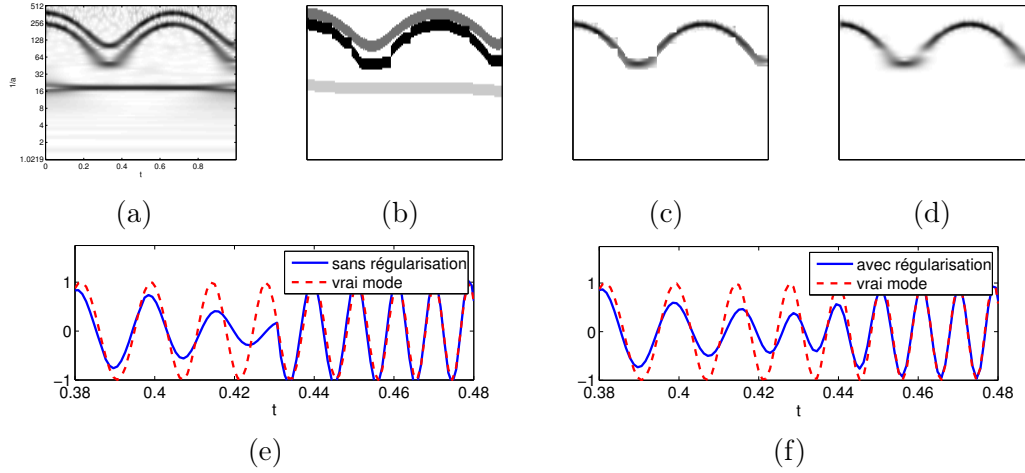 512
256
128
64
32
16
8
4
2
1.0219
1/a
0 0.2 0.4 0.6 0.8
t
(a) (b) (c) (d)
1
0
−1
0.38 0.4 0.42 0.44 0.46 0.48
t
sans régularisation
vrai mode
1
0
−1
0.38 0.4 0.42 0.44 0.46 0.48
t
avec régularisation
vrai mode
(e) (f)